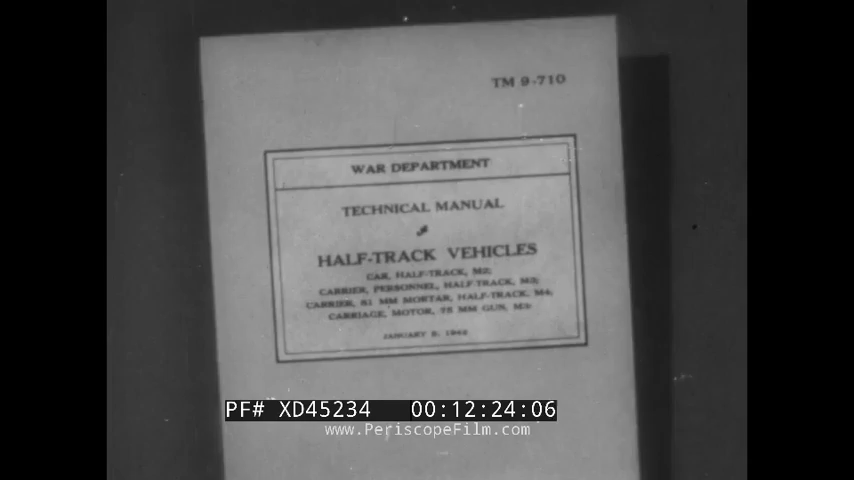 TM 9-710
WAR DEPARTMENT
TECHNICAL MANUAL
HALF-TRACK VEHICLES
CAR, HALF-TRACK, M2;
CARRIER, PERSONNEL, HALF-TRACK, M3;
CARRIER, 81 MM MORTAR, HALF-TRACK, M4;
CARRIAGE, MOTOR, 75 MM GUN, M3
JANUARY
PF# XD45234 00:12:24:06
www.PeriscopeFilm.com